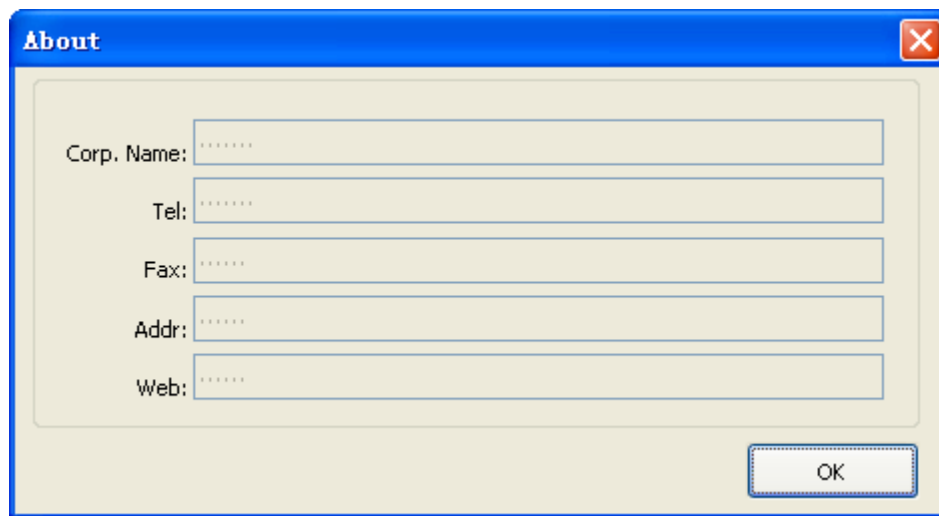 About
Corp. Name: .......
Tel: .......
Fax: ......
Addr: ......
Web: ......
OK